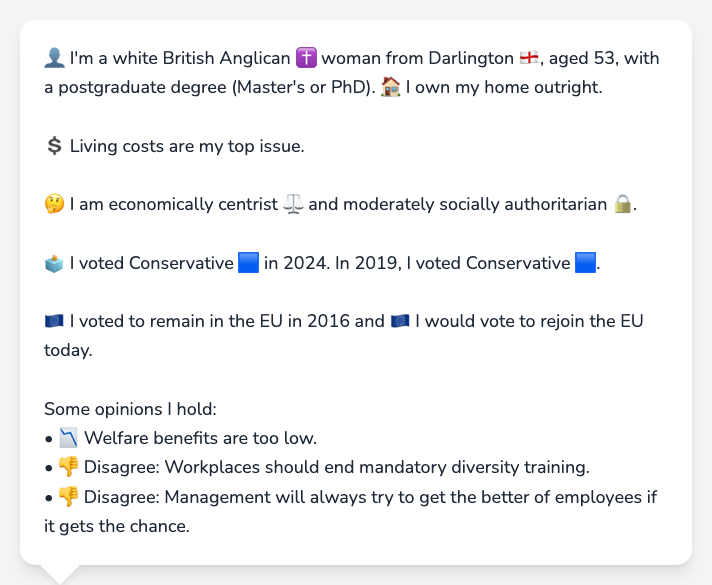 👤 I'm a white British Anglican ✝️ woman from Darlington 🏴󠁧󠁢󠁥󠁮󠁧󠁿, aged 53, with
a postgraduate degree (Master's or PhD). 🏠 I own my home outright.
💲 Living costs are my top issue.
🤔 I am economically centrist ⚖️ and moderately socially authoritarian 🔒.
🗳️ I voted Conservative 🟦 in 2024. In 2019, I voted Conservative 🟦.
🇪🇺 I voted to remain in the EU in 2016 and 🇪🇺 I would vote to rejoin the EU
today.
Some opinions I hold:
• 📉 Welfare benefits are too low.
• 👎 Disagree: Workplaces should end mandatory diversity training.
• 👎 Disagree: Management will always try to get the better of employees if
it gets the chance.